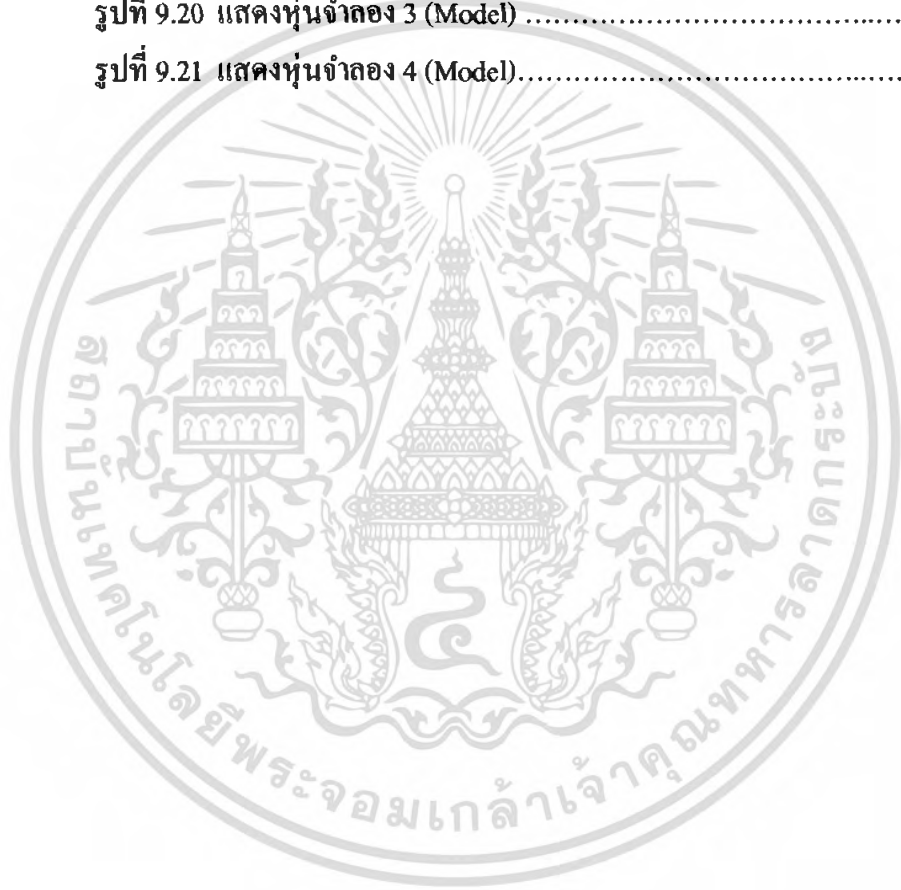 รูปที่ 9.20 แสดงหุ่นจำลอง 3 (Model) ……………………………………..….
รูปที่ 9.21 แสดงหุ่นจำลอง 4 (Model)……………………………………..….
สถาบันเทคโนโลยีพระจอมเกล้าเจ้าคุณทหารลาดกระบัง
๔